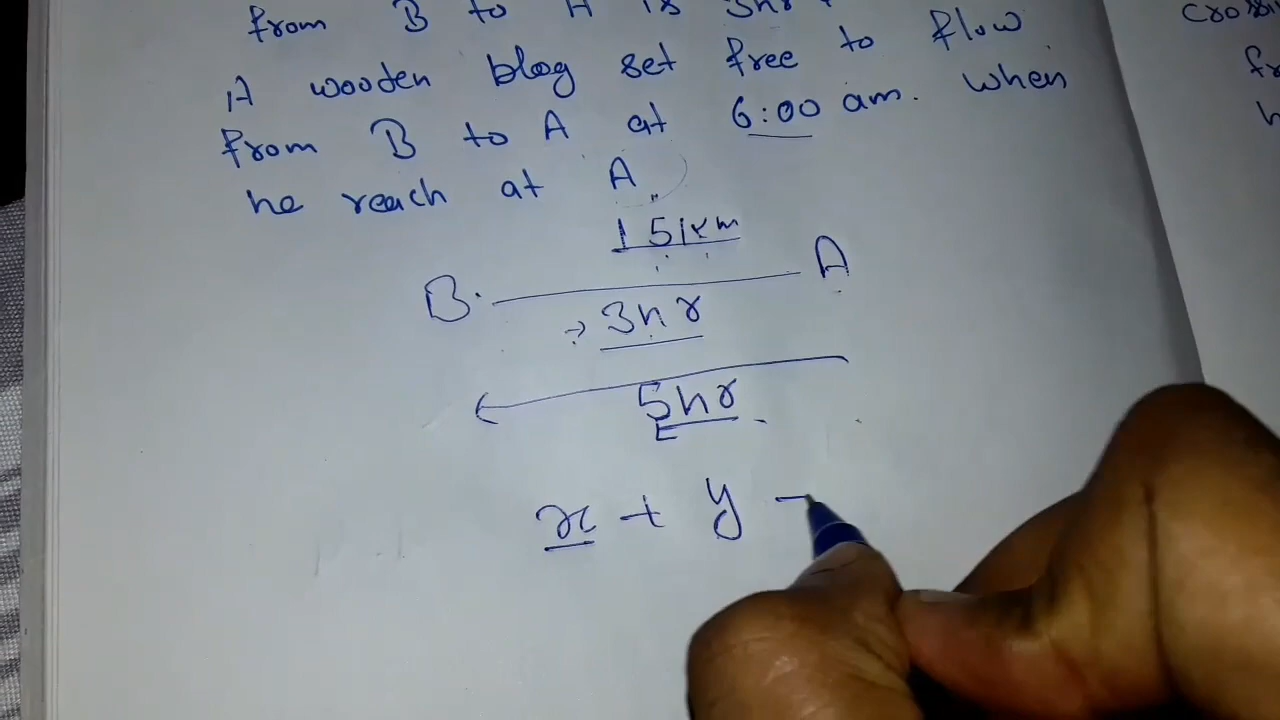 from B to A is 3hr
A wooden blog set free to flow
from B to A at 6:00 am. when
he reach at A
15km
B A
3hr
5hr
x + y
fr
h